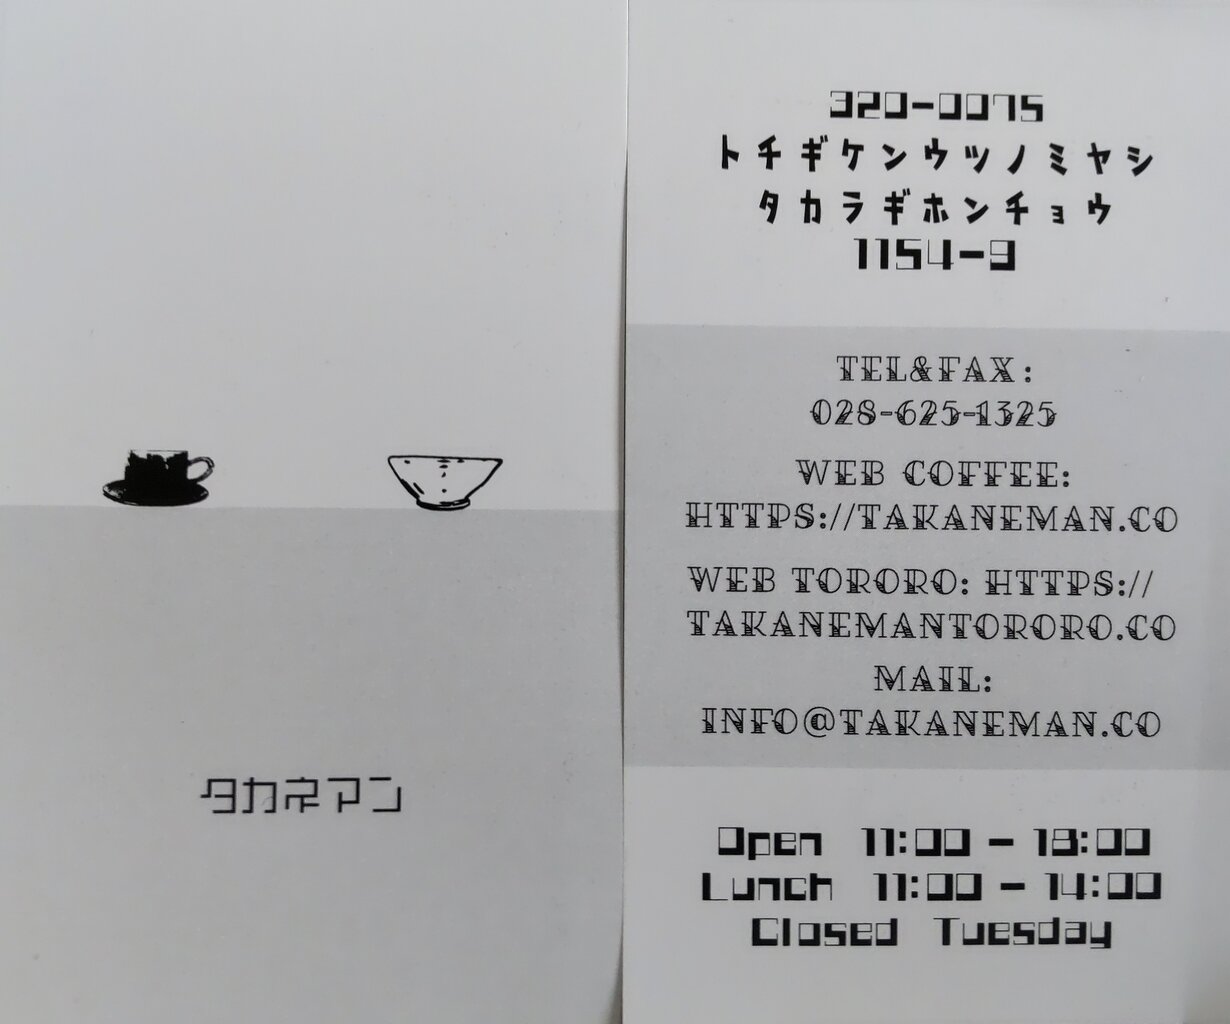 タカネマン
320-0075
トチギケンウツノミヤシ
タカラギホンチョウ
1154-9
TEL&FAX:
028-625-1325
WEB COFFEE:
HTTPS://TAKANEMAN.CO
WEB TORORO: HTTPS://
TAKANEMANTORORO.CO
MAIL:
INFO@TAKANEMAN.CO
Open 11:00 - 18:00
Lunch 11:00 - 14:00
Closed Tuesday